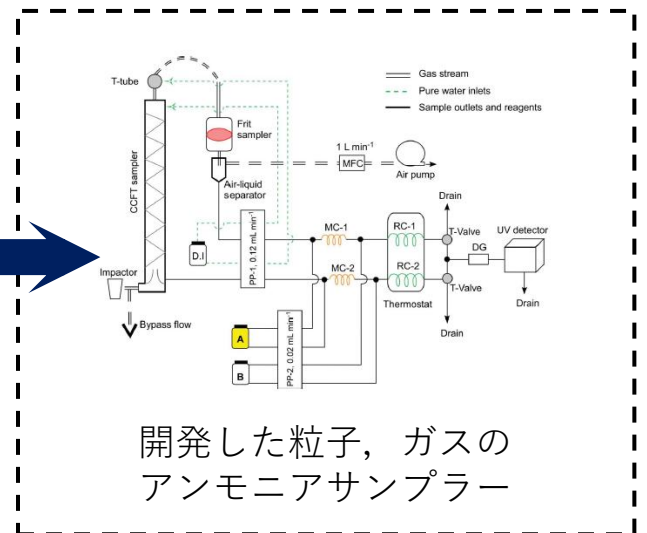 T-tube
Gas stream
Pure water inlets
Sample outlets and reagents
Frit
sampler
CCFT sampler
1 L min⁻¹
MFC
Air pump
Air-liquid
separator
Drain
MC-1
RC-1
T-Valve
UV detector
D.I
PP-1, 0.12 mL min⁻¹
DG
MC-2
RC-2
Impactor
Thermostat
T-Valve
Drain
Bypass flow
Drain
A
PP-2, 0.02 mL min⁻¹
B
開発した粒子，ガスの
アンモニアサンプラー